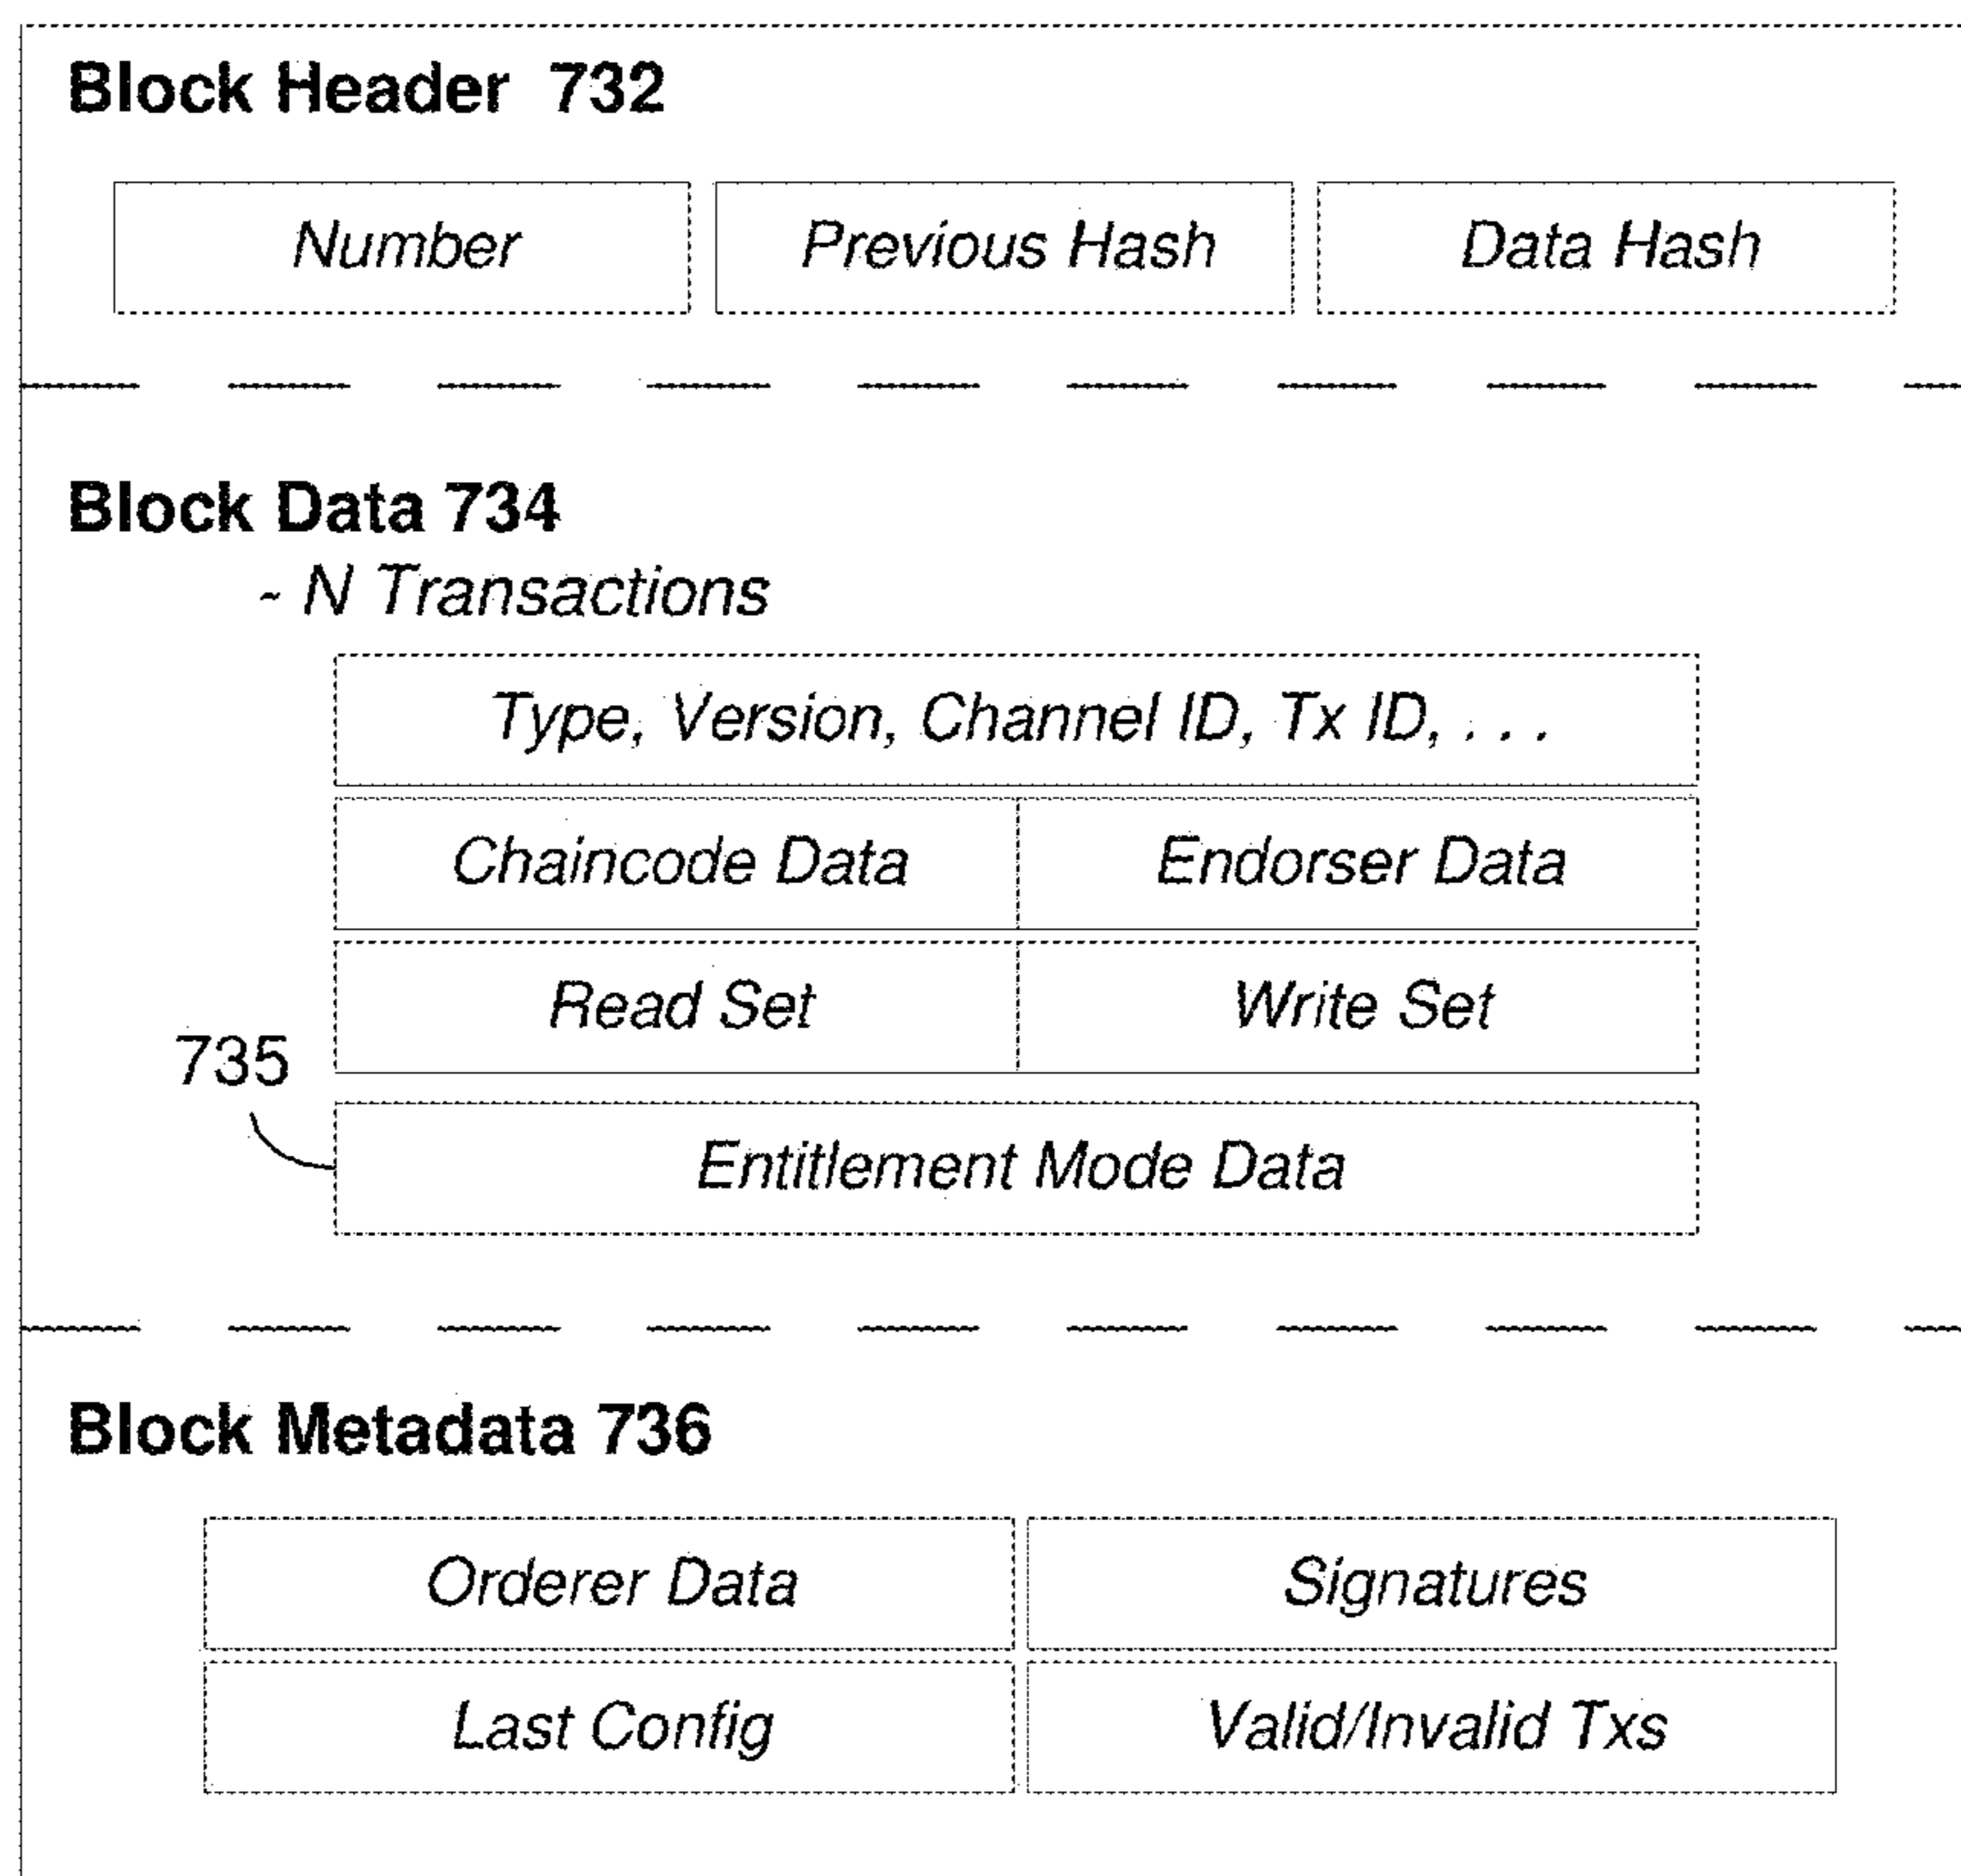 Block Header 732
Number Previous Hash Data Hash
Block Data 734
- N Transactions
Type, Version, Channel ID, Tx ID, . . .
Chaincode Data Endorser Data
Read Set Write Set
735
Entitlement Mode Data
Block Metadata 736
Orderer Data Signatures
Last Config Valid/Invalid Txs